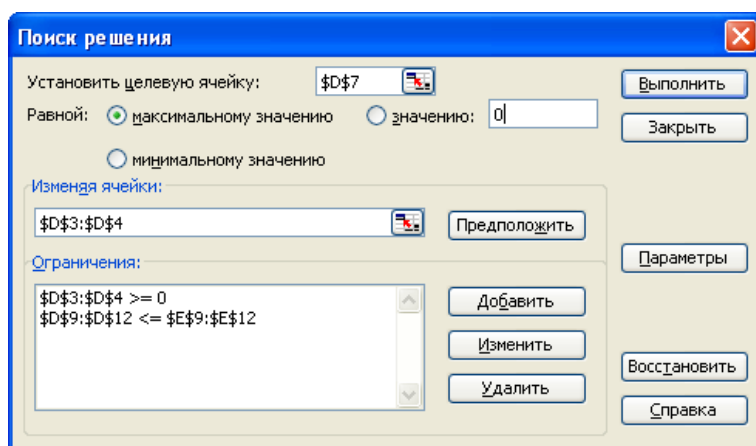 Поиск решения
Установить целевую ячейку: $D$7 Выполнить
Равной: максимальному значению значению: 0 Закрыть
минимальному значению
Изменяя ячейки:
$D$3:$D$4 Предположить
Параметры
Ограничения:
$D$3:$D$4 >= 0 Добавить
$D$9:$D$12 <= $E$9:$E$12
Изменить
Восстановить
Удалить
Справка